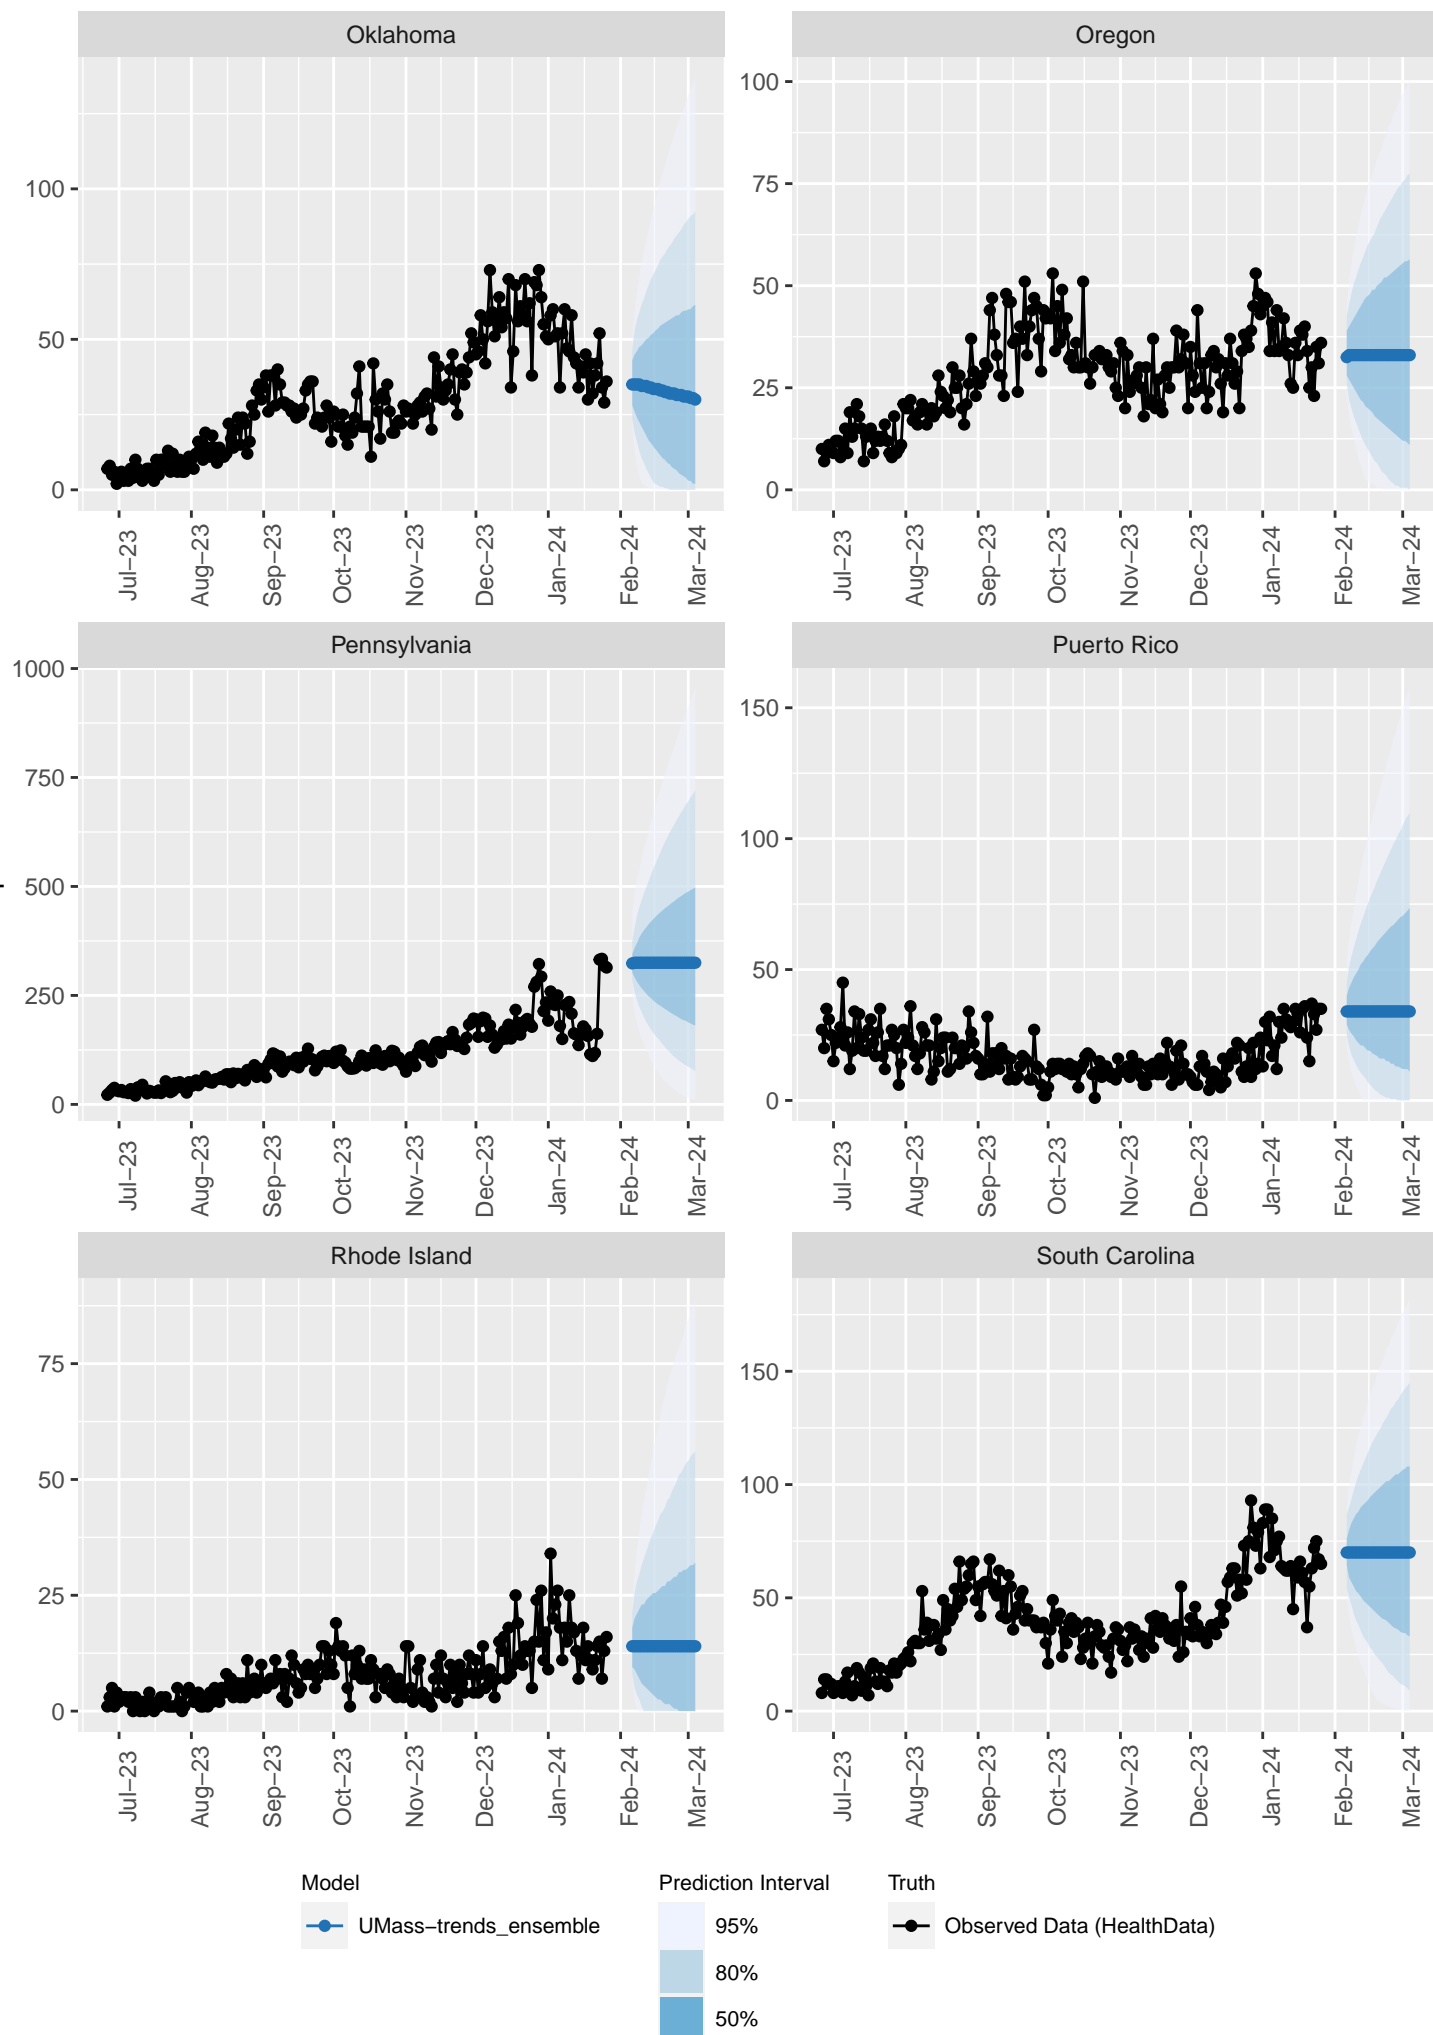 Oklahoma
Oregon
100
50
0
100
75
50
25
0
Jul−23 Aug−23 Sep−23 Oct−23 Nov−23 Dec−23 Jan−24 Feb−24 Mar−24
Jul−23 Aug−23 Sep−23 Oct−23 Nov−23 Dec−23 Jan−24 Feb−24 Mar−24
Pennsylvania
Puerto Rico
1000
750
500
250
0
150
100
50
0
Jul−23 Aug−23 Sep−23 Oct−23 Nov−23 Dec−23 Jan−24 Feb−24 Mar−24
Jul−23 Aug−23 Sep−23 Oct−23 Nov−23 Dec−23 Jan−24 Feb−24 Mar−24
Rhode Island
South Carolina
75
50
25
0
150
100
50
0
Jul−23 Aug−23 Sep−23 Oct−23 Nov−23 Dec−23 Jan−24 Feb−24 Mar−24
Jul−23 Aug−23 Sep−23 Oct−23 Nov−23 Dec−23 Jan−24 Feb−24 Mar−24
Model
UMass−trends_ensemble
Prediction Interval
95%
80%
50%
Truth
Observed Data (HealthData)